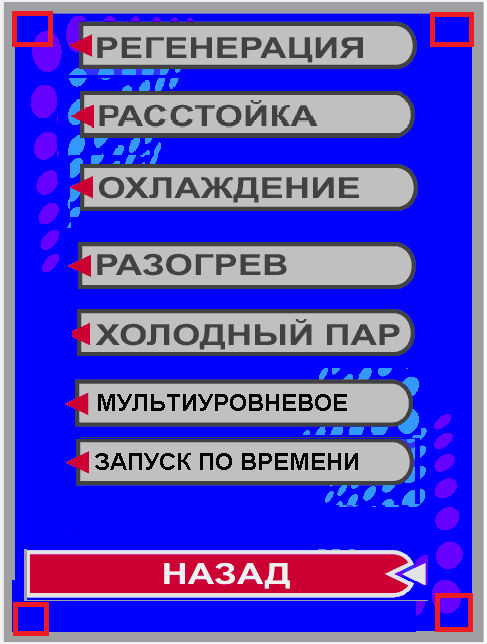 РЕГЕНЕРАЦИЯ
РАССТОЙКА
ОХЛАЖДЕНИЕ
РАЗОГРЕВ
ХОЛОДНЫЙ ПАР
МУЛЬТИУРОВНЕВОЕ
ЗАПУСК ПО ВРЕМЕНИ
НАЗАД